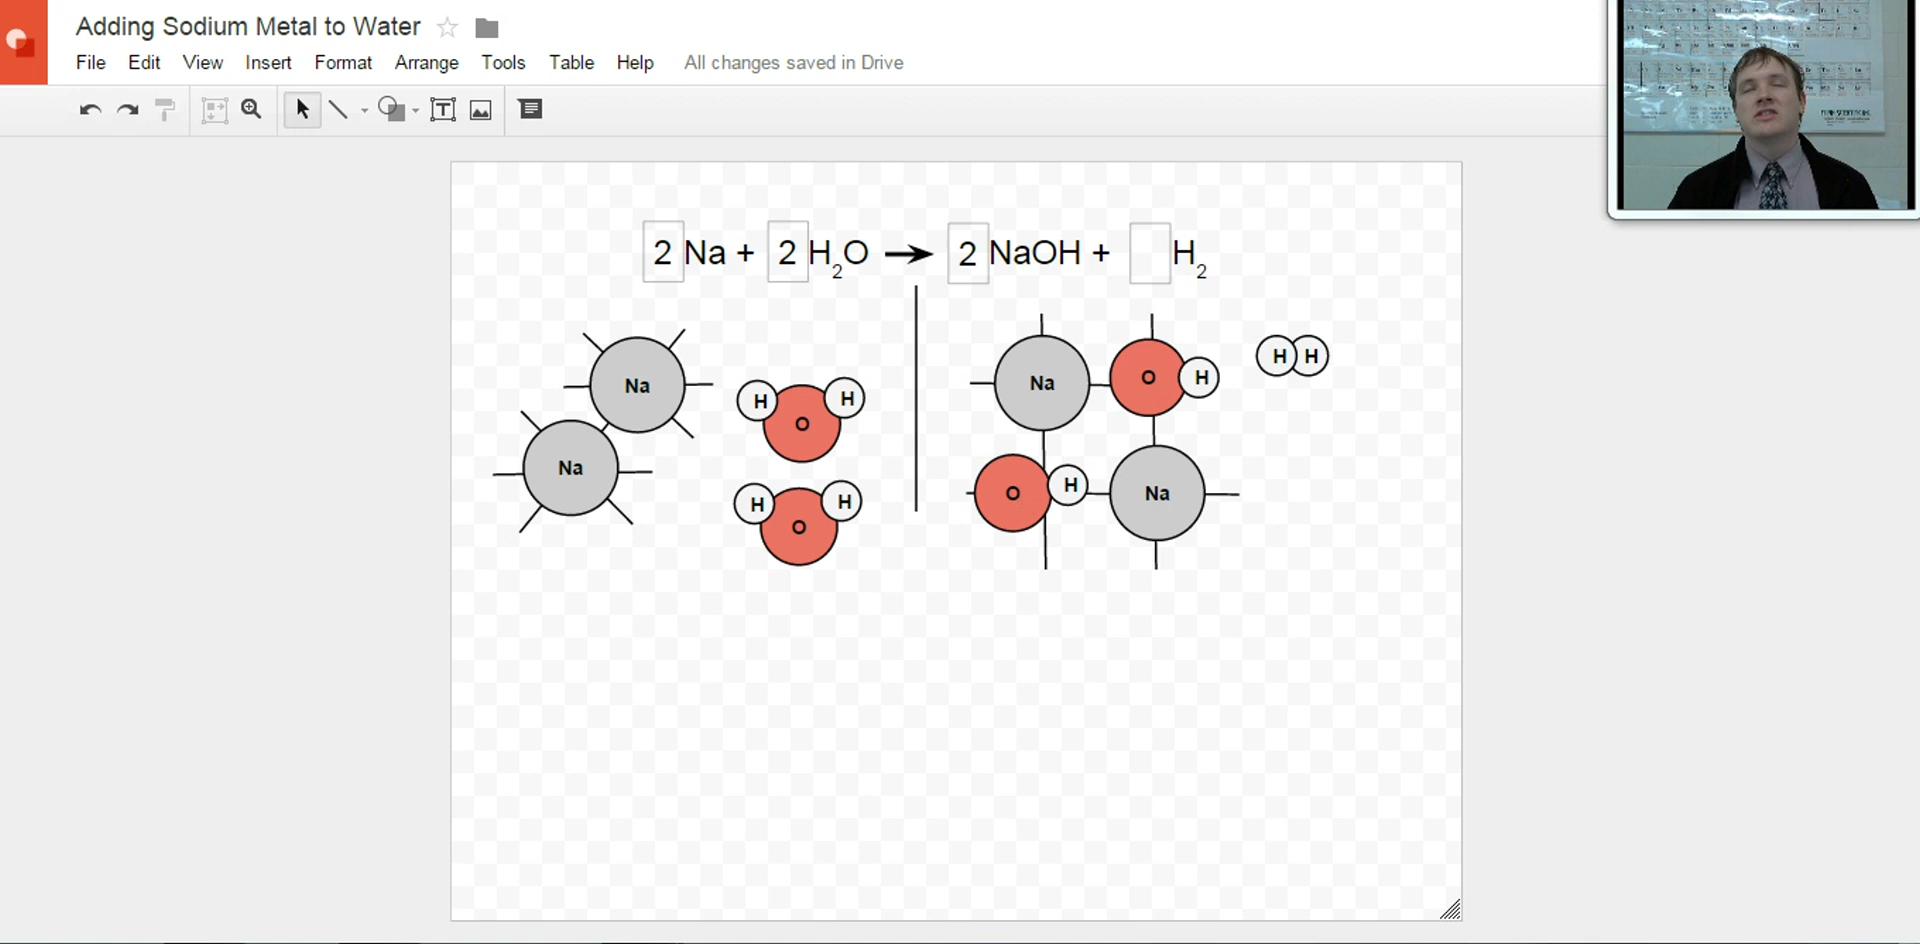 Adding Sodium Metal to Water
File Edit View Insert Format Arrange Tools Table Help All changes saved in Drive
2 Na + 2 H₂O → 2 NaOH + H₂
Na
Na
H O H
H O H
Na O H
O H Na
H H